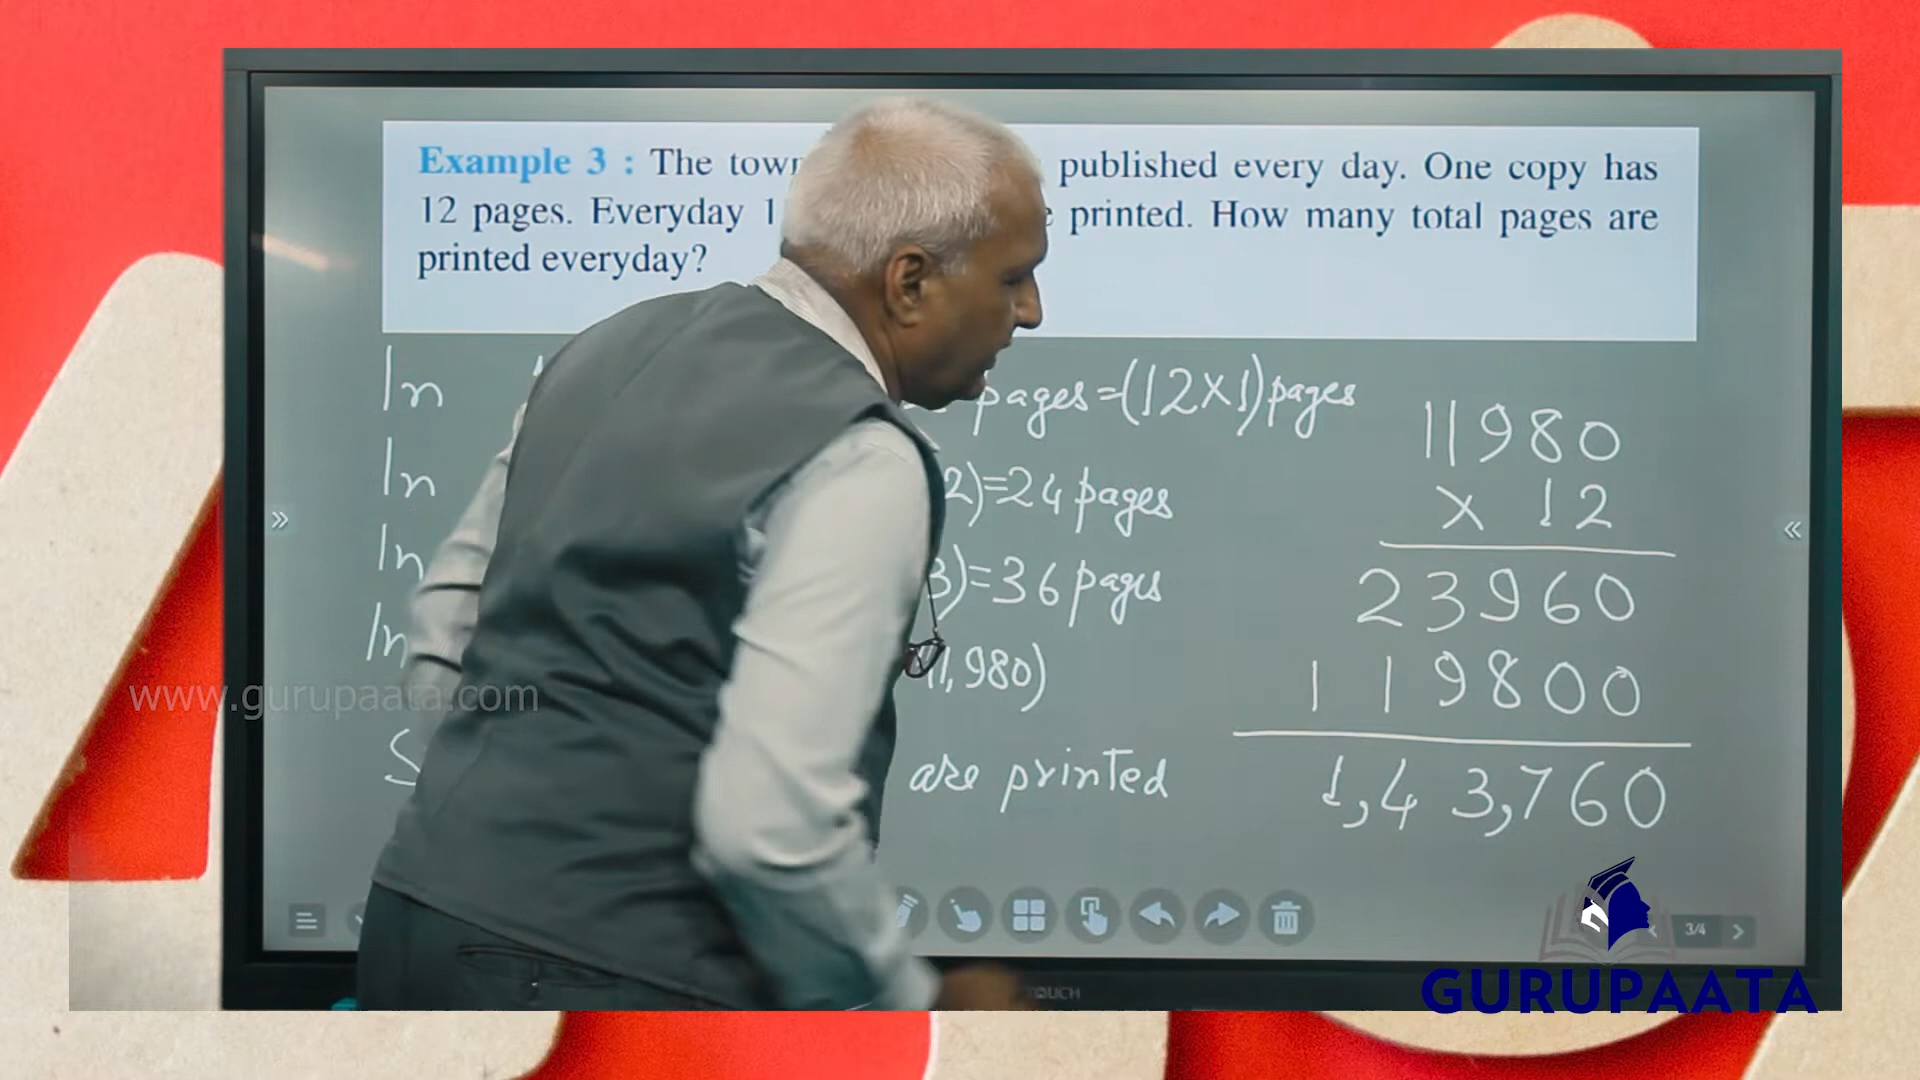 Example 3 : The town published every day. One copy has
12 pages. Everyday 1 printed. How many total pages are
printed everyday?
In pages=(12×1)pages
In 2)=24 pages
In 3)=36 pages
In 11,980)
are printed
11980
× 12
23960
119800
1,43,760
www.gurupaata.com
3/4
GURUPAATA